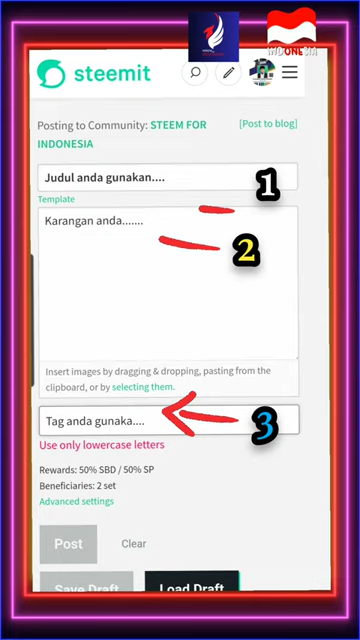 INDONESIA
steemit
Posting to Community: STEEM FOR
INDONESIA
[Post to blog]
Judul anda gunakan....
1
Template
Karangan anda.......
2
Insert images by dragging & dropping, pasting from the
clipboard, or by selecting them.
Tag anda gunaka....
3
Use only lowercase letters
Rewards: 50% SBD / 50% SP
Beneficiaries: 2 set
Advanced settings
Post
Clear
Save Draft
Load Draft